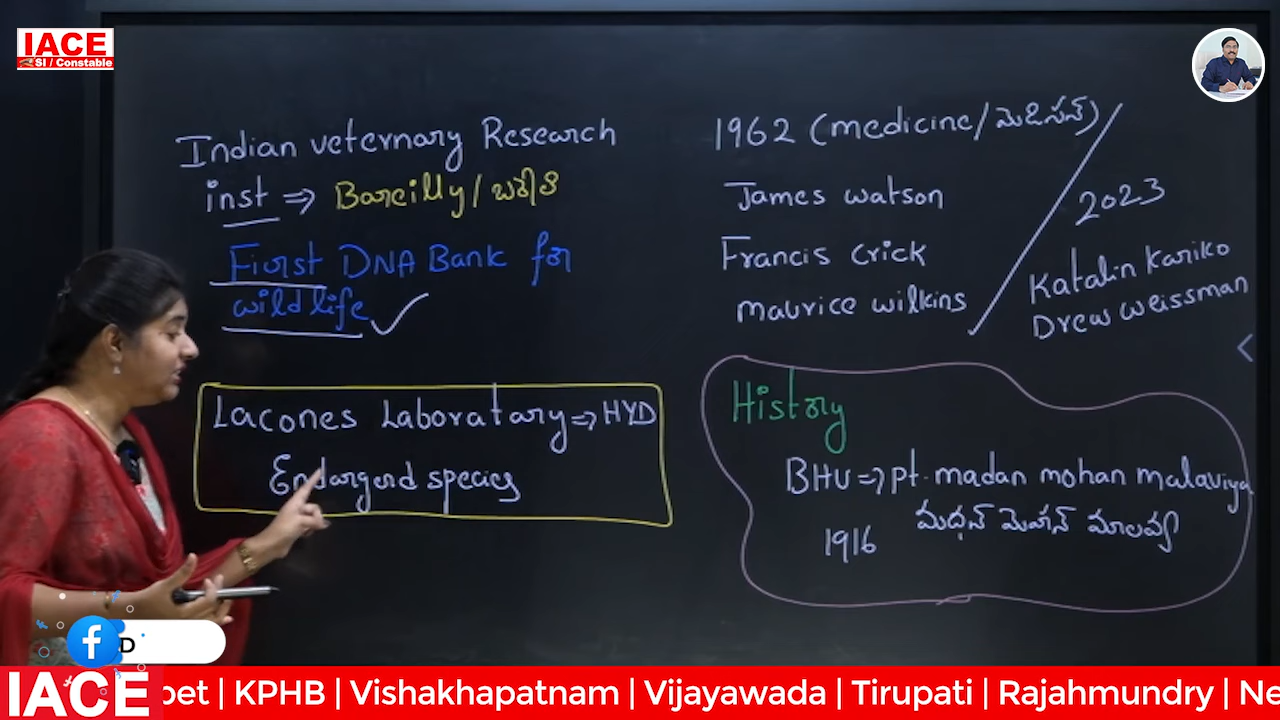 IACE
SI / Constable
Indian veternary Research
inst ⇒ Bareilly / బరేలి
First DNA Bank for
wild life ✓
Lacones Laboratary ⇒ HYD
Endangerd species
1962 (medicine/మెడిసన్)
James watson
Francis Crick
maurice wilkins
2023
Katalin Kariko
Drew weissman
<
History
BHU ⇒ pt. madan mohan malaviya
మదన్ మోహన్ మాలవ్య
1916
f D
IACE
pet | KPHB | Vishakhapatnam | Vijayawada | Tirupati | Rajahmundry | Ne